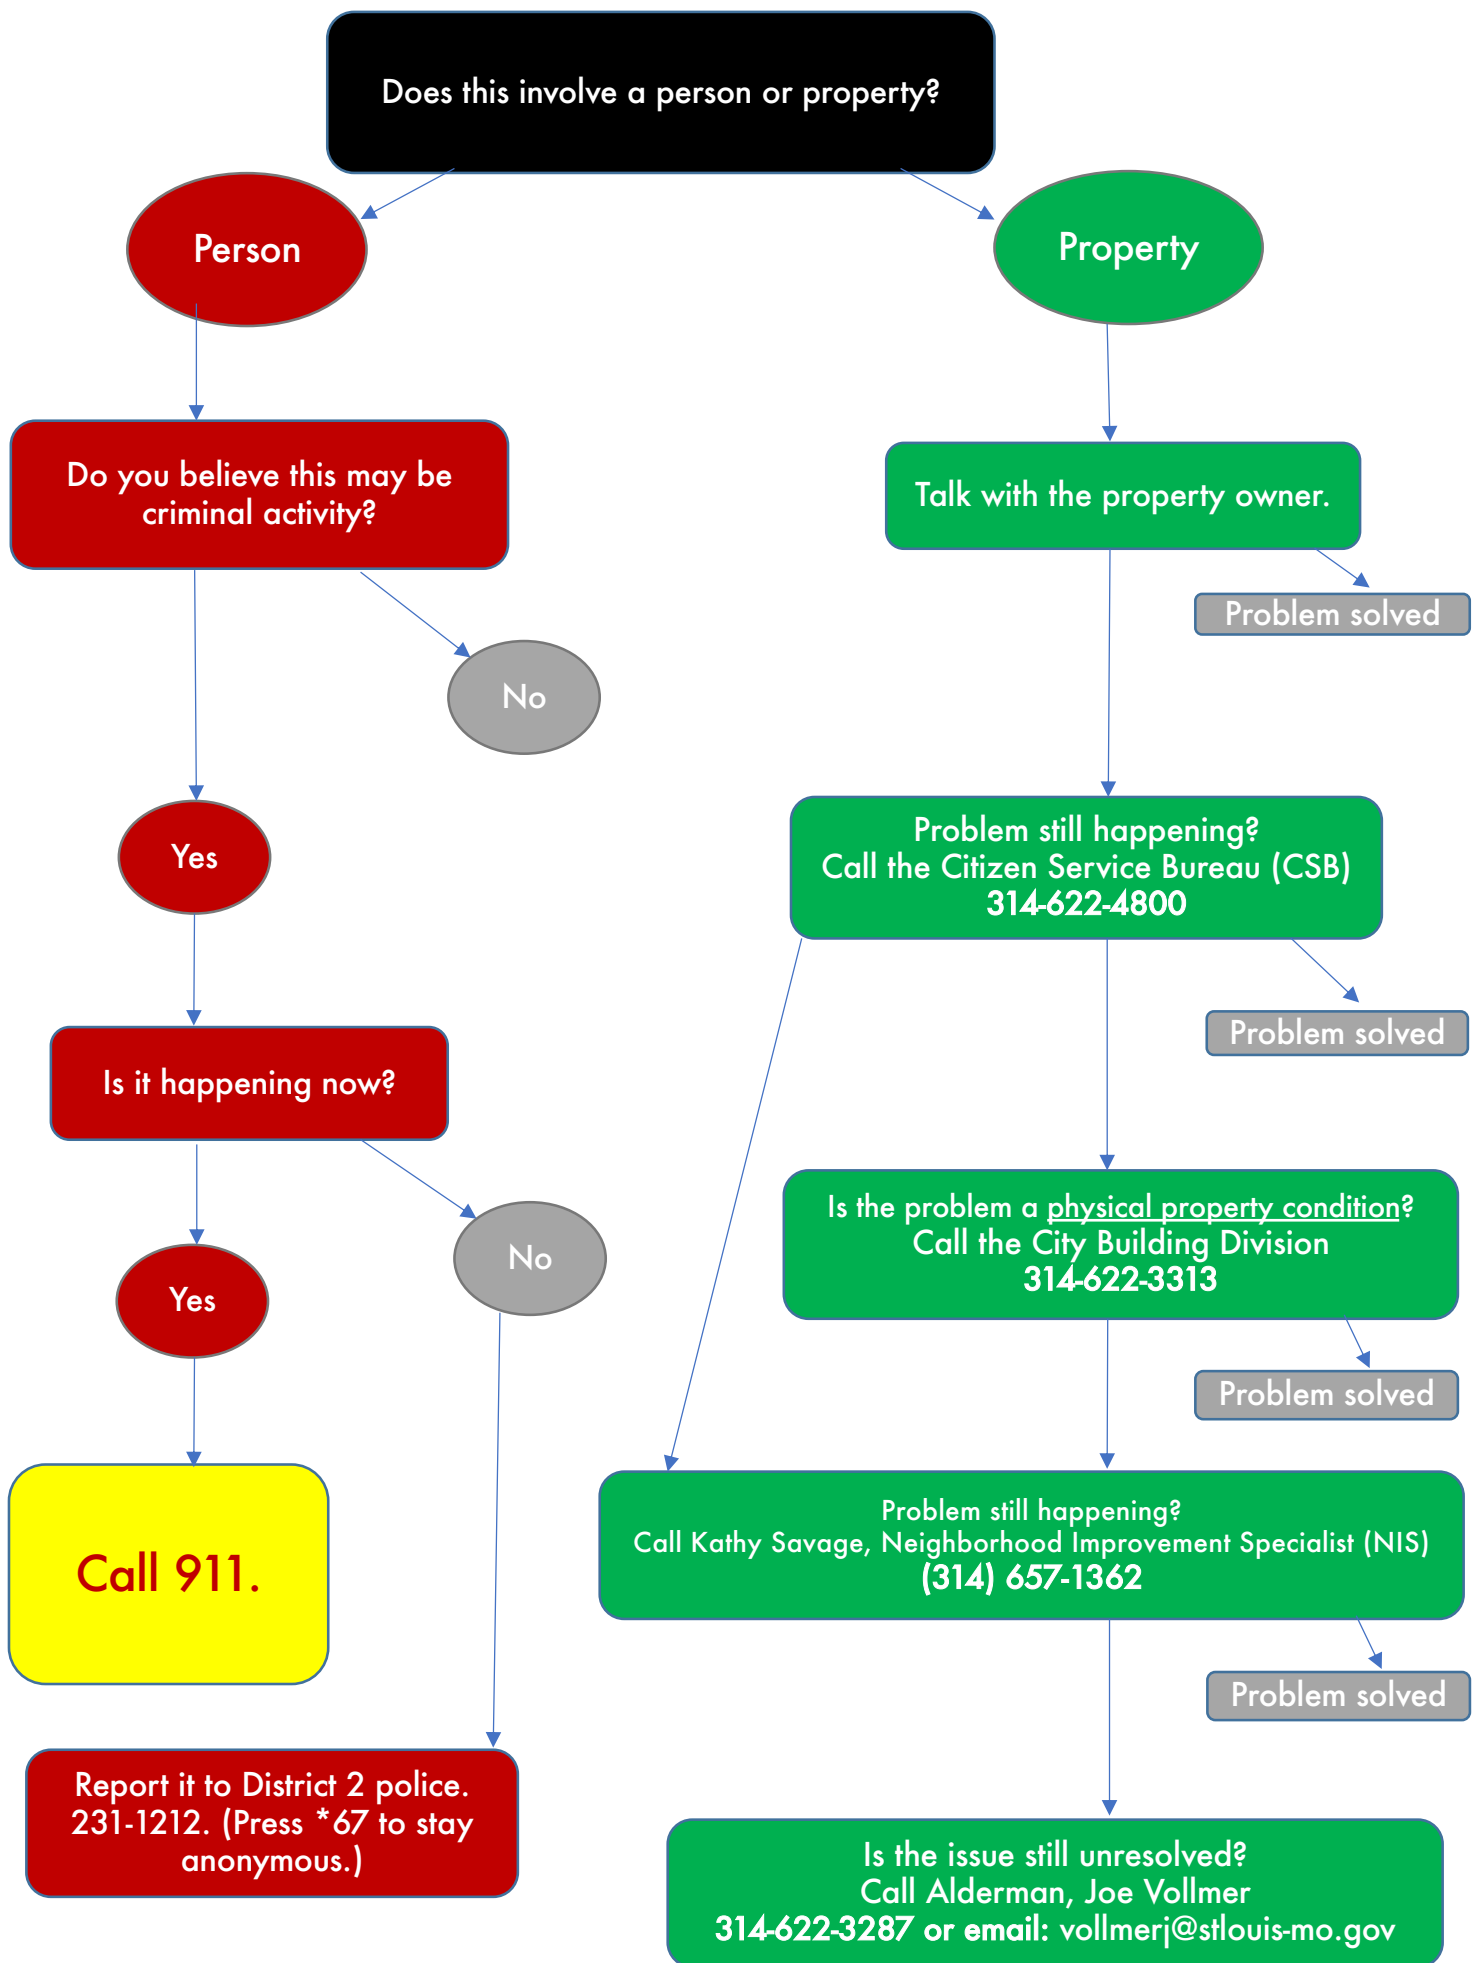 Does this involve a person or property?
Person
Property
Do you believe this may be
criminal activity?
Talk with the property owner.
Problem solved
No
Yes
Problem still happening?
Call the Citizen Service Bureau (CSB)
314-622-4800
Problem solved
Is it happening now?
Is the problem a physical property condition?
Call the City Building Division
314-622-3313
No
Yes
Problem solved
Call 911.
Problem still happening?
Call Kathy Savage, Neighborhood Improvement Specialist (NIS)
(314) 657-1362
Problem solved
Report it to District 2 police.
231-1212. (Press *67 to stay
anonymous.)
Is the issue still unresolved?
Call Alderman, Joe Vollmer
314-622-3287 or email: vollmerj@stlouis-mo.gov